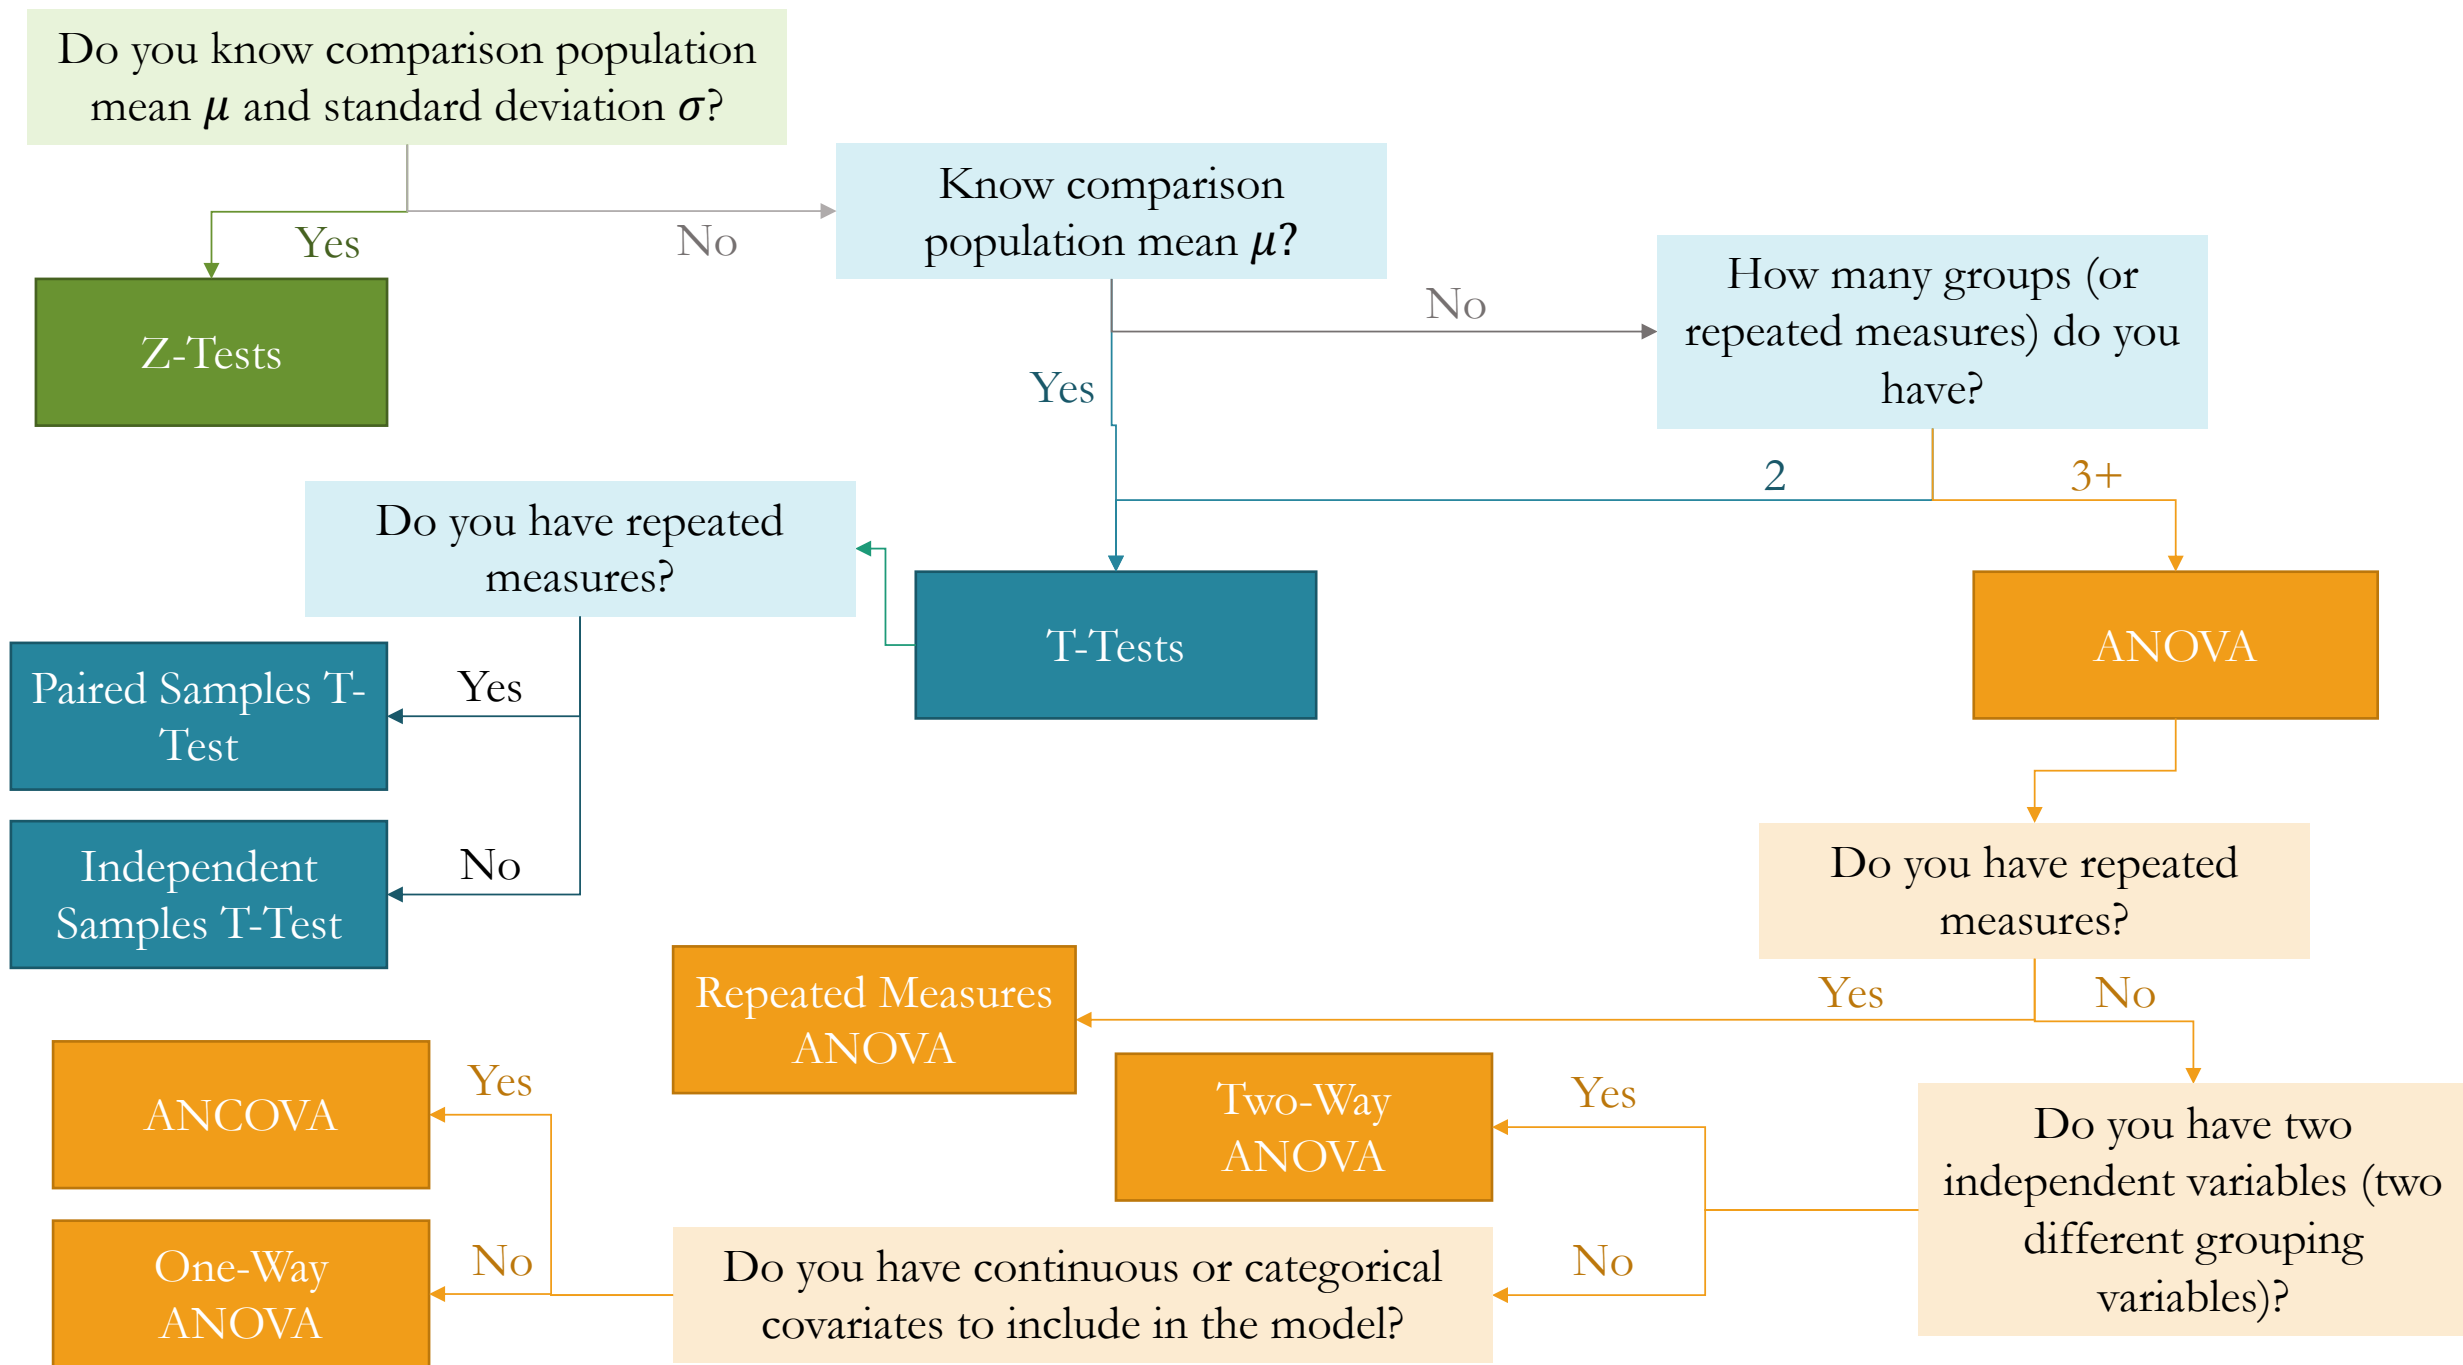 Do you know comparison population
mean μ and standard deviation σ?
Yes
No
Z-Tests
Know comparison
population mean μ?
No
Yes
How many groups (or
repeated measures) do you
have?
2
3+
Do you have repeated
measures?
T-Tests
ANOVA
Yes
Paired Samples T-
Test
No
Independent
Samples T-Test
Do you have repeated
measures?
Yes
No
Repeated Measures
ANOVA
Do you have two
independent variables (two
different grouping
variables)?
Yes
Two-Way
ANOVA
No
Do you have continuous or categorical
covariates to include in the model?
Yes
ANCOVA
No
One-Way
ANOVA